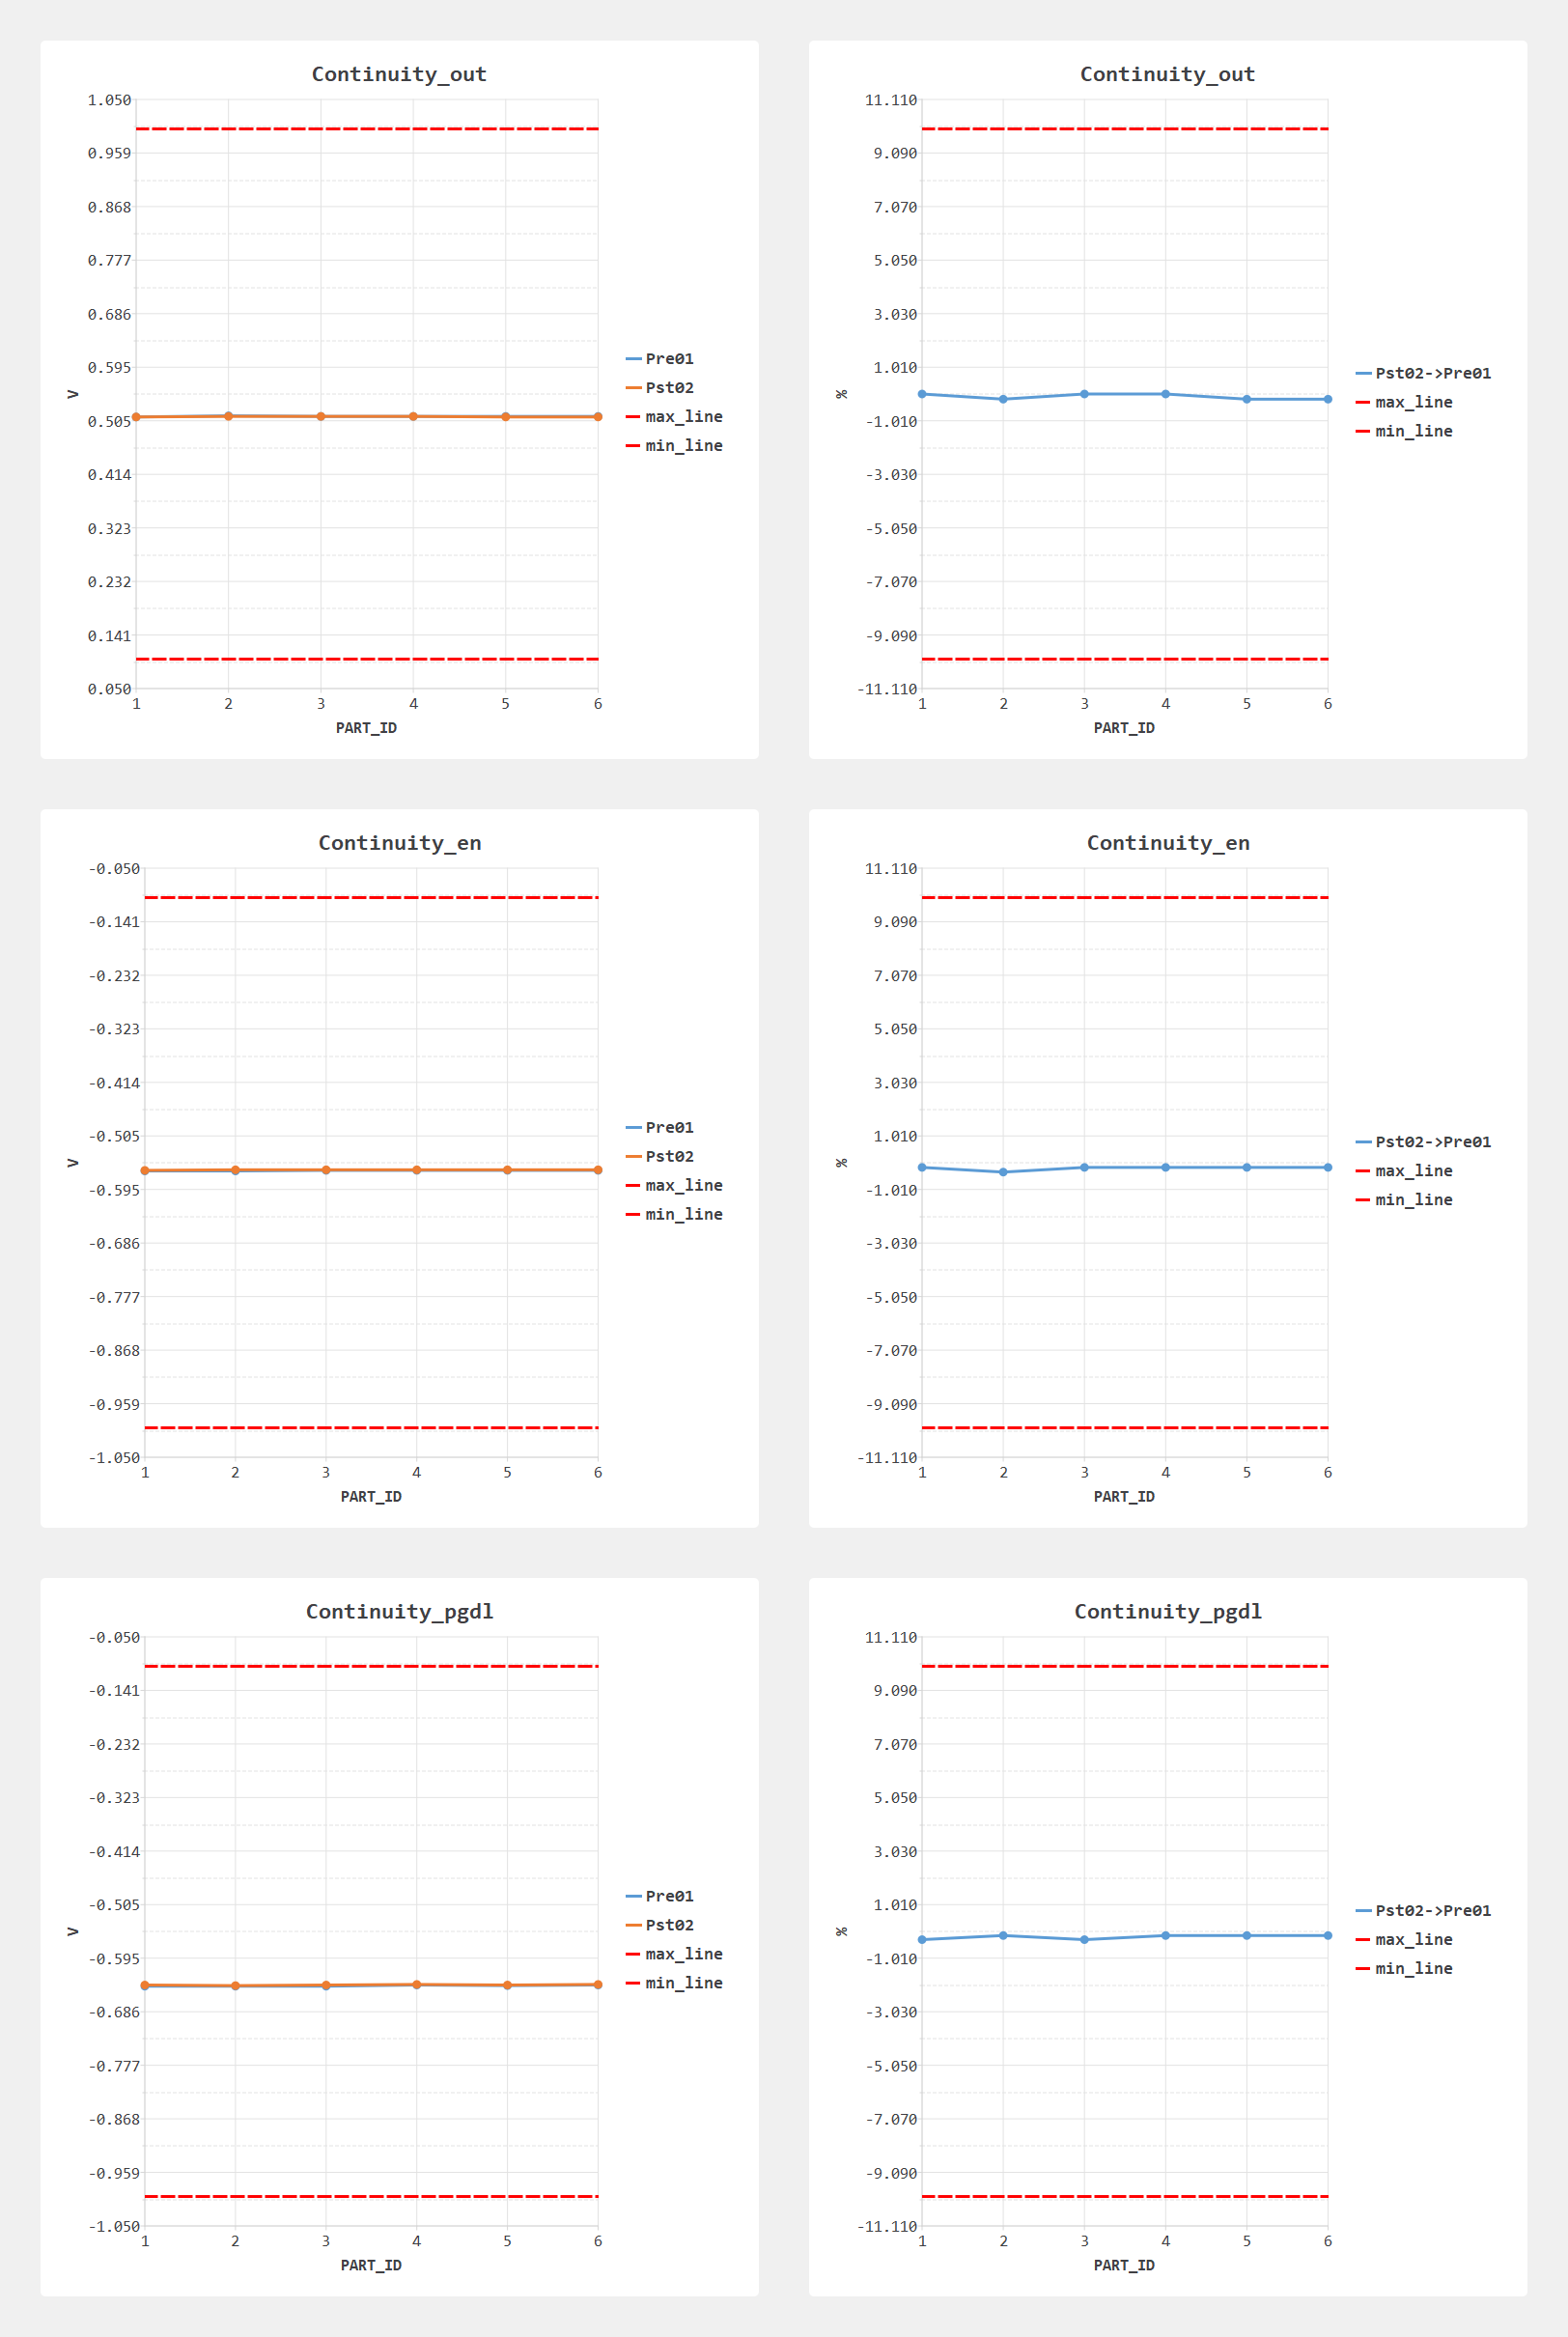 Continuity_out
1.050
0.959
0.868
0.777
0.686
0.595
0.505
0.414
0.323
0.232
0.141
0.050
V
1 2 3 4 5 6
PART_ID
Pre01
Pst02
max_line
min_line
Continuity_out
11.110
9.090
7.070
5.050
3.030
1.010
-1.010
-3.030
-5.050
-7.070
-9.090
-11.110
%
1 2 3 4 5 6
PART_ID
Pst02->Pre01
max_line
min_line
Continuity_en
-0.050
-0.141
-0.232
-0.323
-0.414
-0.505
-0.595
-0.686
-0.777
-0.868
-0.959
-1.050
V
1 2 3 4 5 6
PART_ID
Pre01
Pst02
max_line
min_line
Continuity_en
11.110
9.090
7.070
5.050
3.030
1.010
-1.010
-3.030
-5.050
-7.070
-9.090
-11.110
%
1 2 3 4 5 6
PART_ID
Pst02->Pre01
max_line
min_line
Continuity_pgdl
-0.050
-0.141
-0.232
-0.323
-0.414
-0.505
-0.595
-0.686
-0.777
-0.868
-0.959
-1.050
V
1 2 3 4 5 6
PART_ID
Pre01
Pst02
max_line
min_line
Continuity_pgdl
11.110
9.090
7.070
5.050
3.030
1.010
-1.010
-3.030
-5.050
-7.070
-9.090
-11.110
%
1 2 3 4 5 6
PART_ID
Pst02->Pre01
max_line
min_line